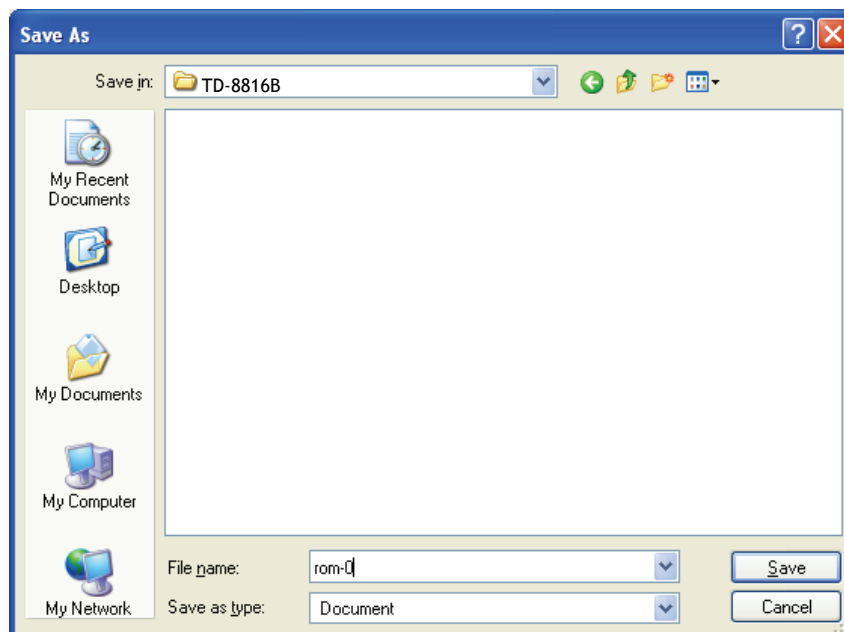 Save As
Save in:
TD-8816B
My Recent
Documents
Desktop
My Documents
My Computer
My Network
File name:
rom-0
Save
Save as type:
Document
Cancel